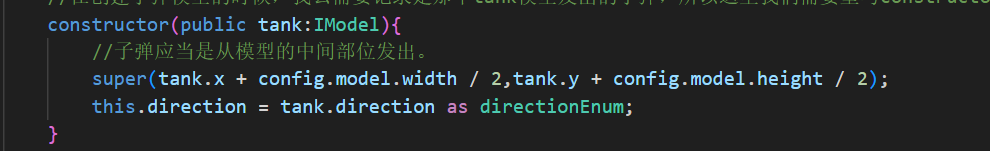 constructor(public tank:IModel){
//子弹应当是从模型的中间部位发出。
super(tank.x + config.model.width / 2,tank.y + config.model.height / 2);
this.direction = tank.direction as directionEnum;
}